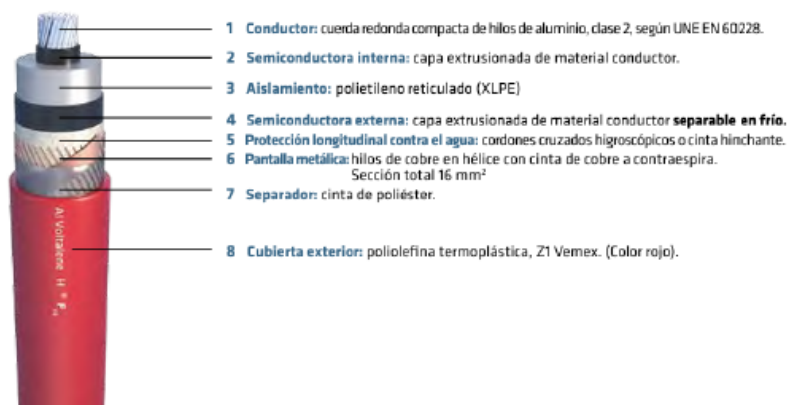 1 Conductor: cuerda redonda compacta de hilos de aluminio, clase 2, según UNE EN 60228.
2 Semiconductora interna: capa extrusionada de material conductor.
3 Aislamiento: polietileno reticulado (XLPE)
4 Semiconductora externa: capa extrusionada de material conductor separable en frío.
5 Protección longitudinal contra el agua: cordones cruzados higroscópicos o cinta hinchante.
6 Pantalla metálica: hilos de cobre en hélice con cinta de cobre a contraespira.
Sección total 16 mm²
7 Separador: cinta de poliéster.
8 Cubierta exterior: poliolefina termoplástica, Z1 Vemex. (Color rojo).
Al Voltalene H